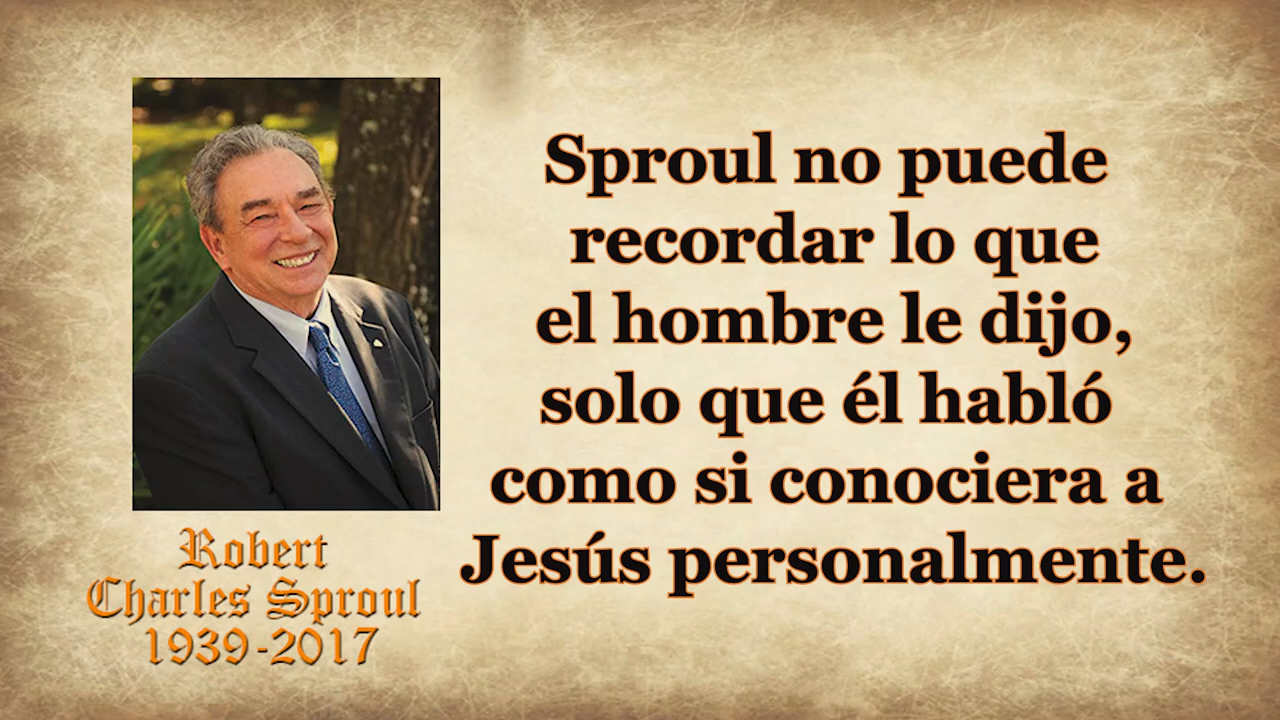 Sproul no puede
recordar lo que
el hombre le dijo,
solo que él habló
como si conociera a
Jesús personalmente.
Robert
Charles Sproul
1939-2017